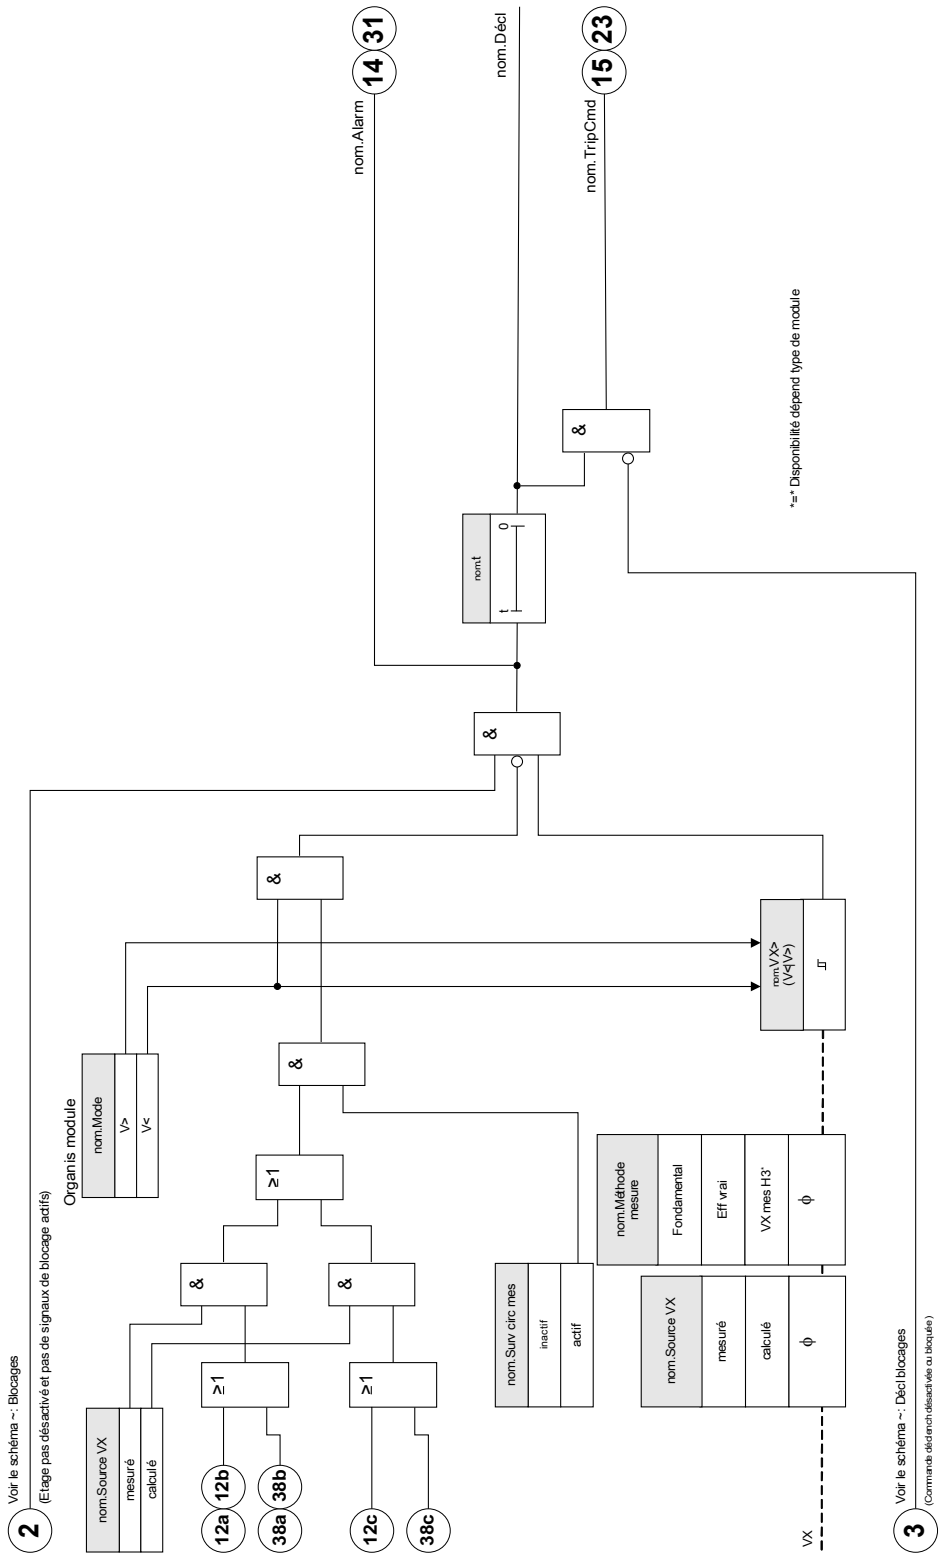 2
Voir le schéma ~: Blocages
(Etage pas désactivé et pas de signaux de blocage actifs)
Organis module
nom.Mode
V>
V<
nom.Source VX
mesuré
calculé
12a
12b
38a
38b
12c
38c
≥1
≥1
&
&
≥1
&
&
nom.Surv circ mes
inactif
actif
nom.Source VX
mesuré
calculé
ϕ
nom.Méthode
mesure
Fondamental
Eff vrai
VX mes H3*
ϕ
VX
nom.VX>
(V<|V>)
&
nom.t
t
0
&
nom.Alarm
14
31
nom.Décl
nom.TripCmd
15
23
*=* Disponibilité dépend type de module
3
Voir le schéma ~: Décl blocages
(Commande déclench désactivée ou bloquée)